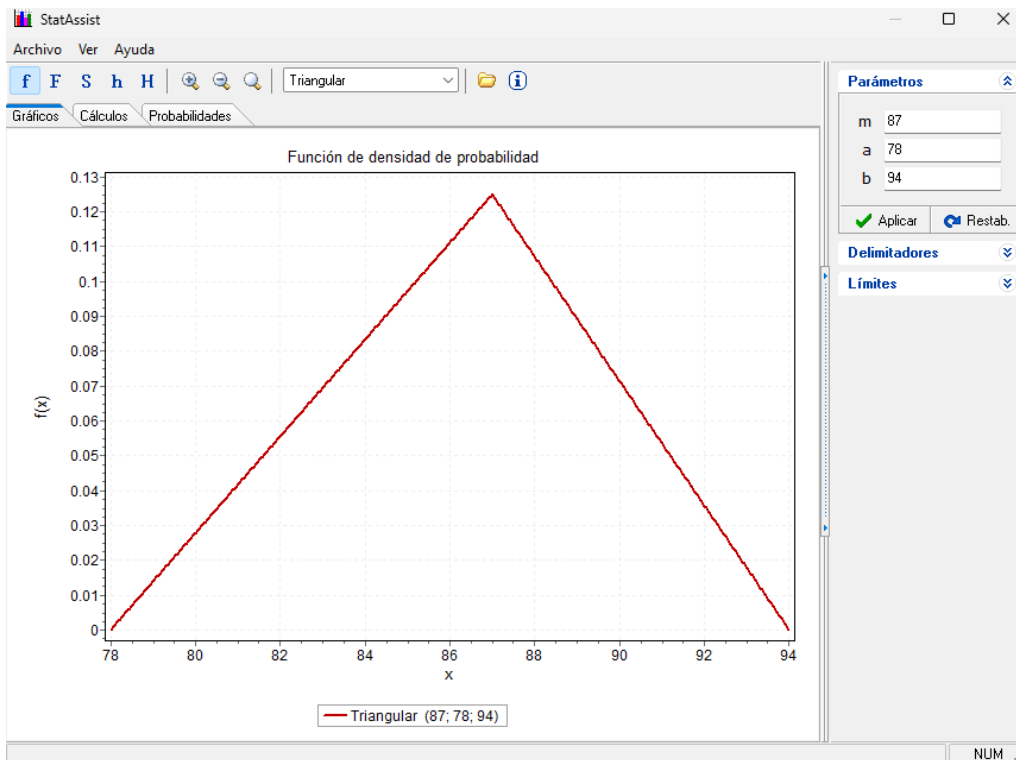 StatAssist
Archivo Ver Ayuda
f F S h H Triangular
Gráficos Cálculos Probabilidades
Función de densidad de probabilidad
0.13
0.12
0.11
0.1
0.09
0.08
0.07
0.06
0.05
0.04
0.03
0.02
0.01
0
f(x)
78 80 82 84 86 88 90 92 94
x
Triangular (87; 78; 94)
Parámetros
m 87
a 78
b 94
Aplicar Restab.
Delimitadores
Límites
NUM